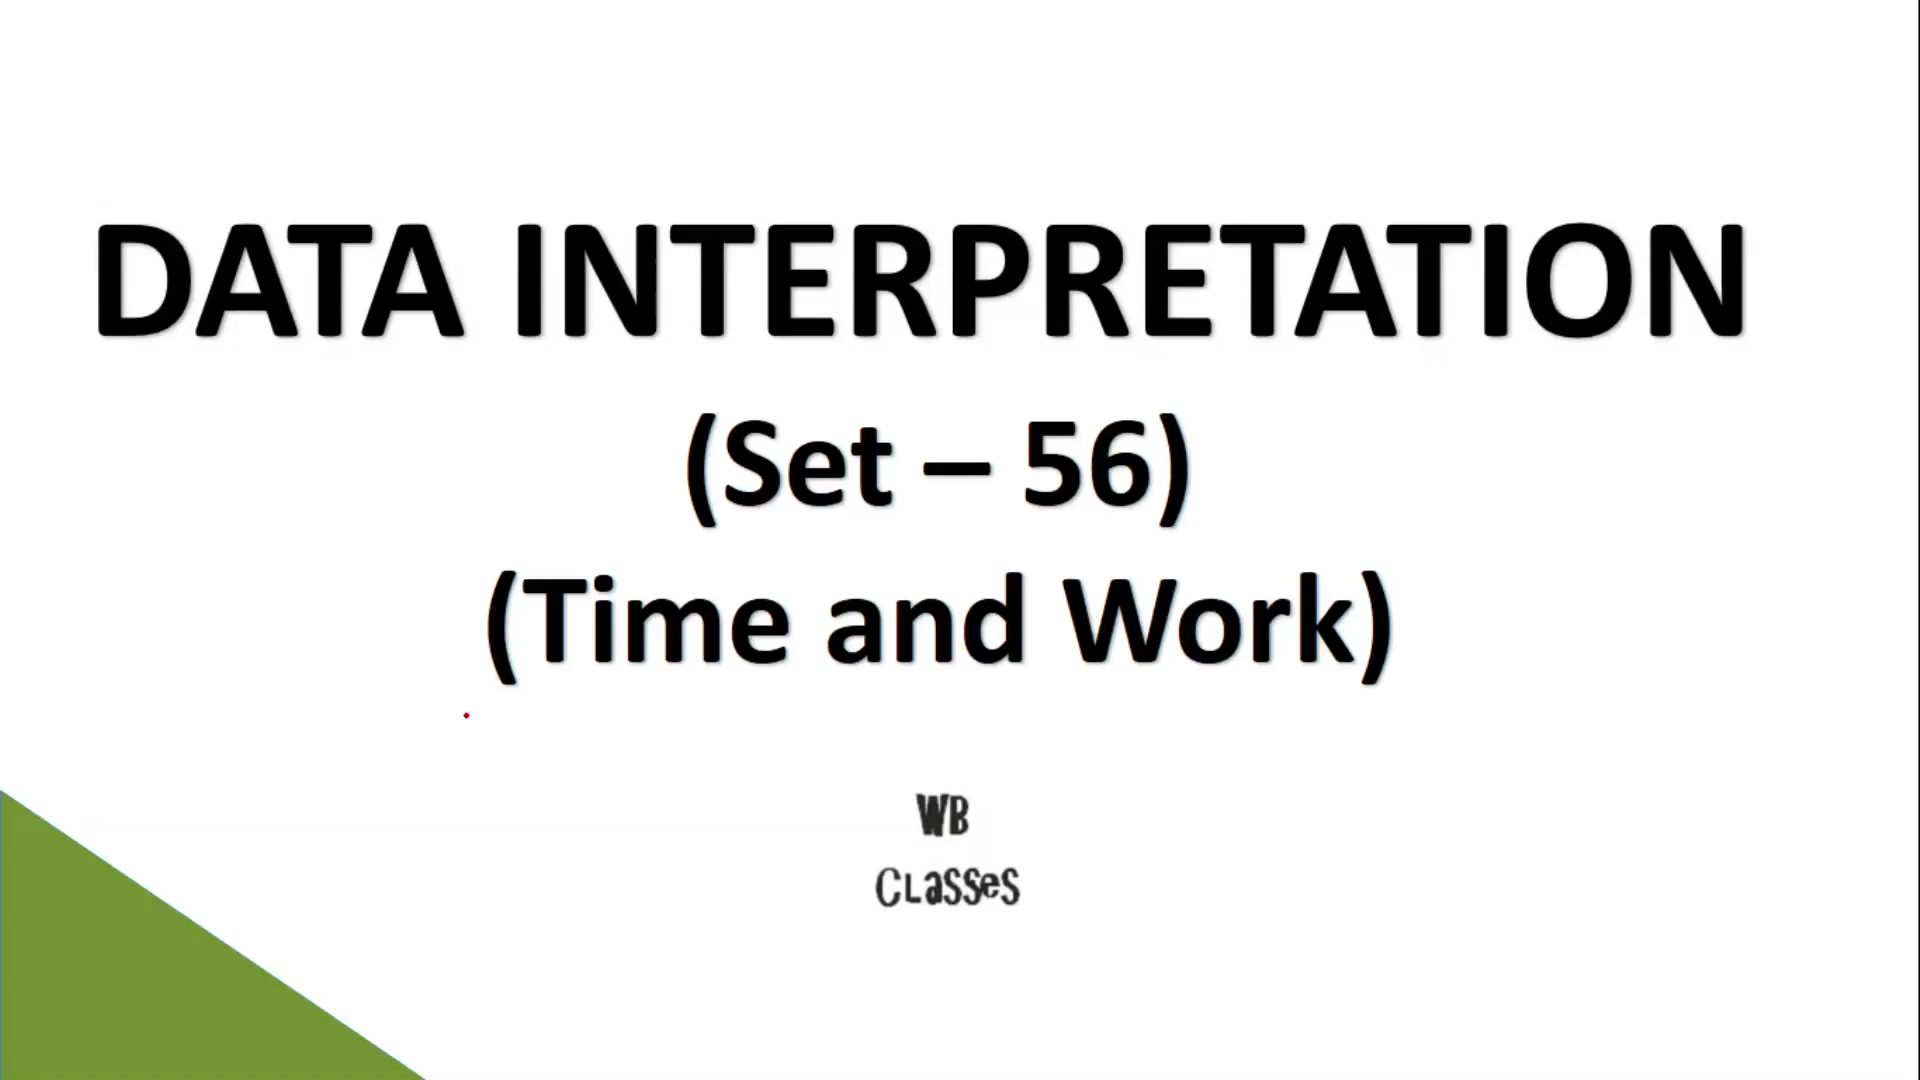 DATA INTERPRETATION
(Set – 56)
(Time and Work)
WB
CLaSSeS